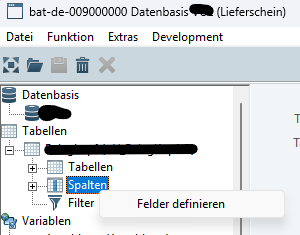 bat-de-009000000 Datenbasis (Lieferschein)
Datei Funktion Extras Development
Datenbasis
Tabellen
Tabellen
Spalten
Felder definieren
Filter
Variablen